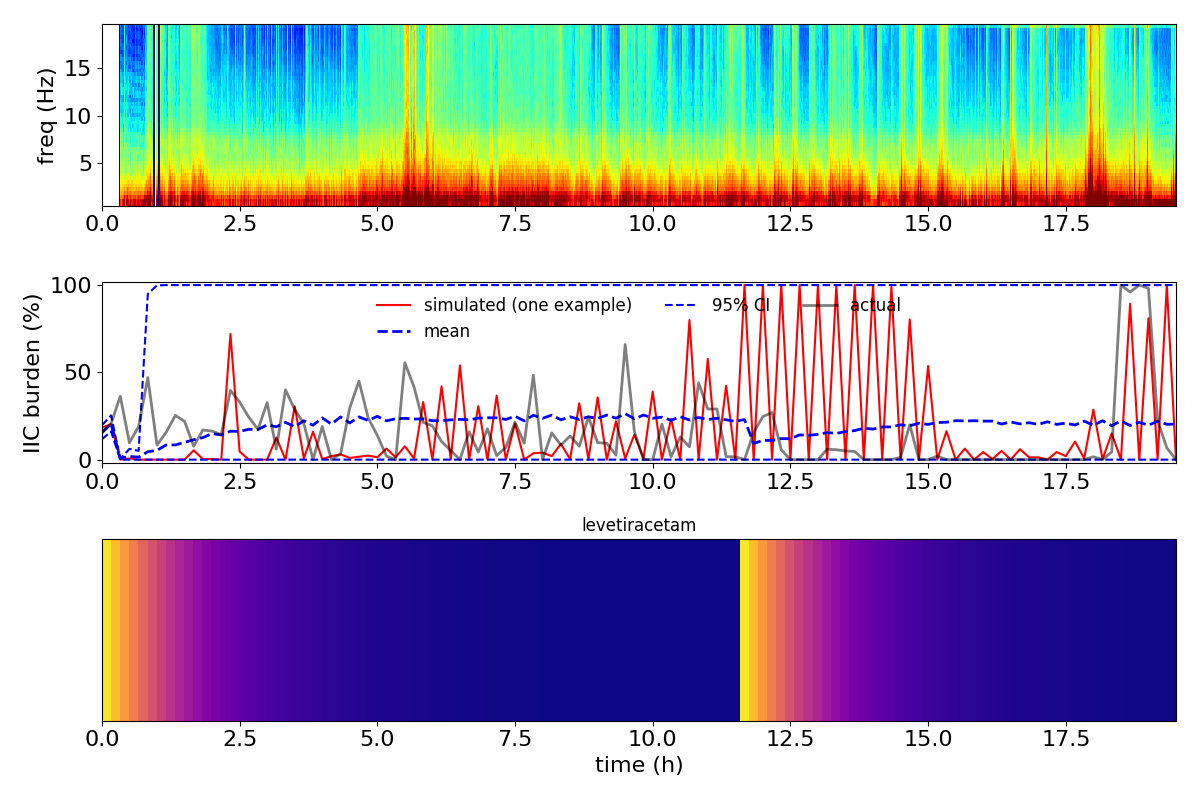 freq (Hz)
15
10
5
0.0 2.5 5.0 7.5 10.0 12.5 15.0 17.5
IIC burden (%)
100
50
0
simulated (one example) 95% CI actual
mean
0.0 2.5 5.0 7.5 10.0 12.5 15.0 17.5
levetiracetam
0.0 2.5 5.0 7.5 10.0 12.5 15.0 17.5
time (h)